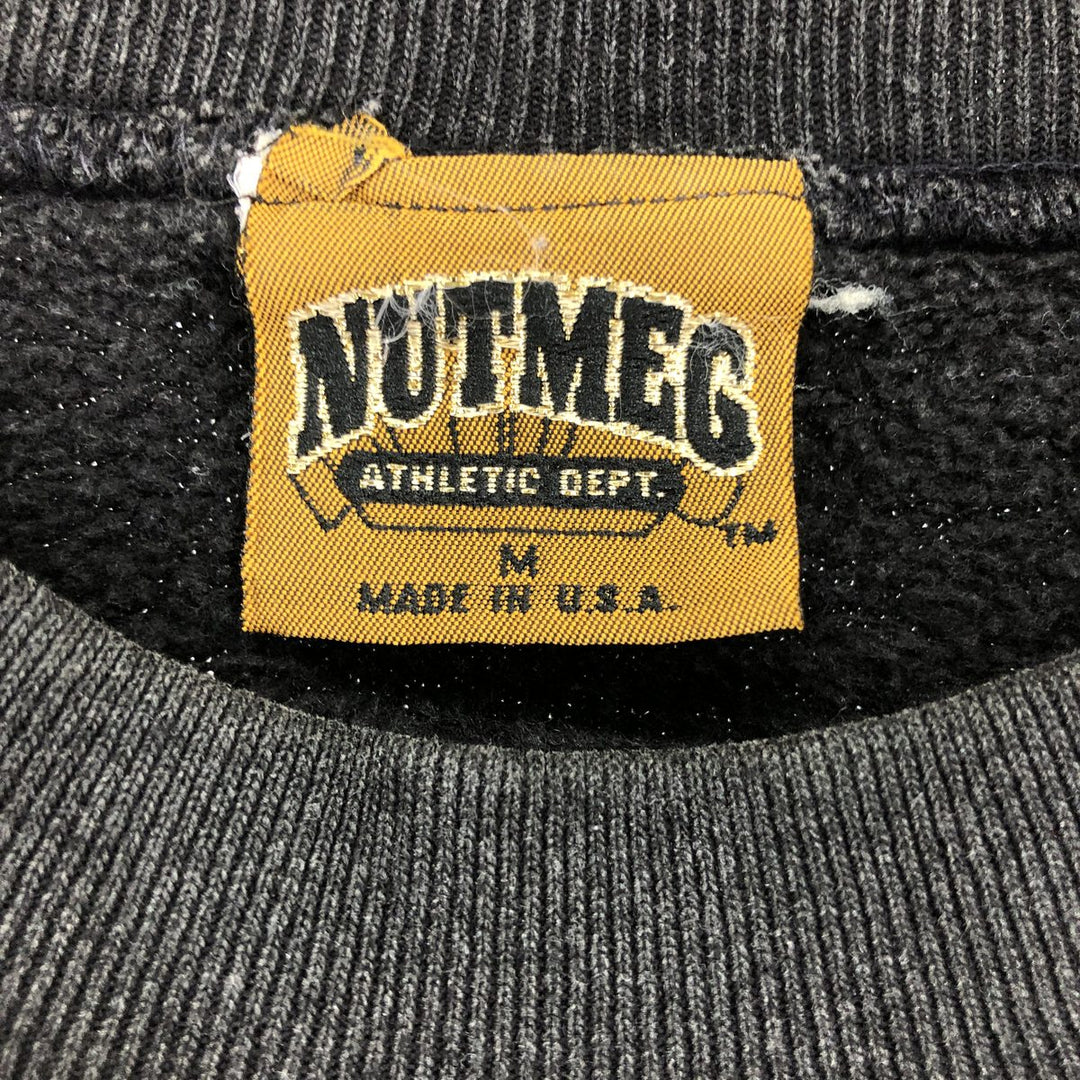 NUTMEG
ATHLETIC DEPT.
TM
M
MADE IN U.S.A.